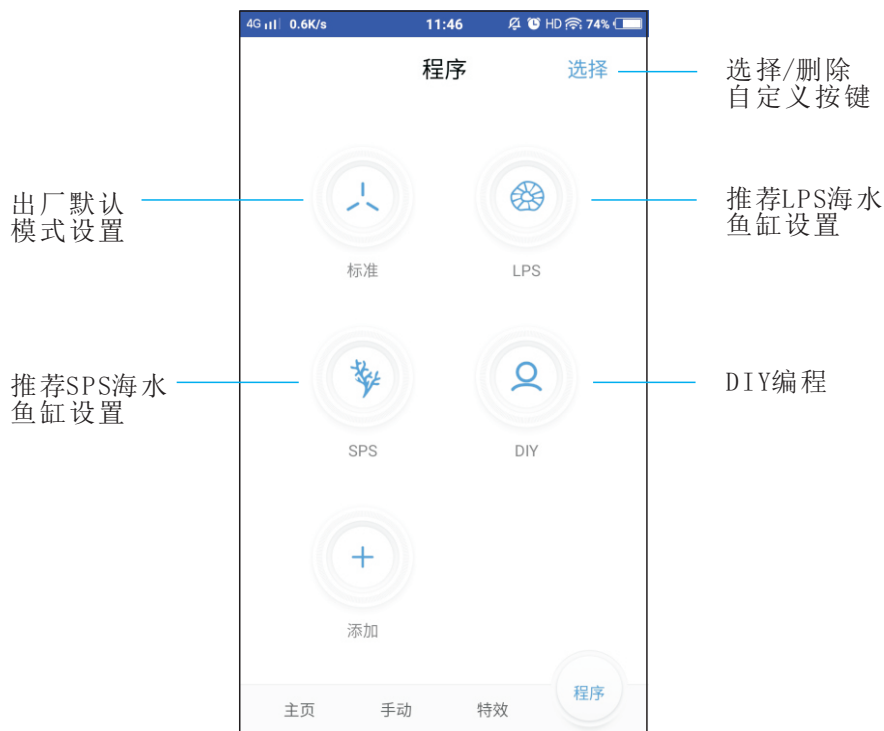 4G 0.6K/s 11:46 HD 74%
程序 选择
选择/删除
自定义按键
出厂默认
模式设置
推荐LPS海水
鱼缸设置
标准 LPS
推荐SPS海水
鱼缸设置
DIY编程
SPS DIY
添加
主页 手动 特效 程序